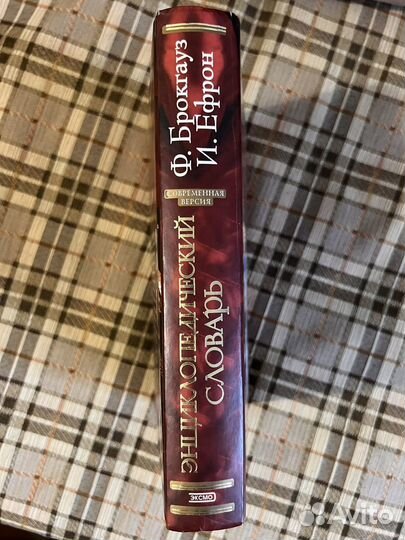 Ф. Брокгауз
И. Ефрон
СОВРЕМЕННАЯ
ВЕРСИЯ
ЭНЦИКЛОПЕДИЧЕСКИЙ
СЛОВАРЬ
ЭКСМО
Avito